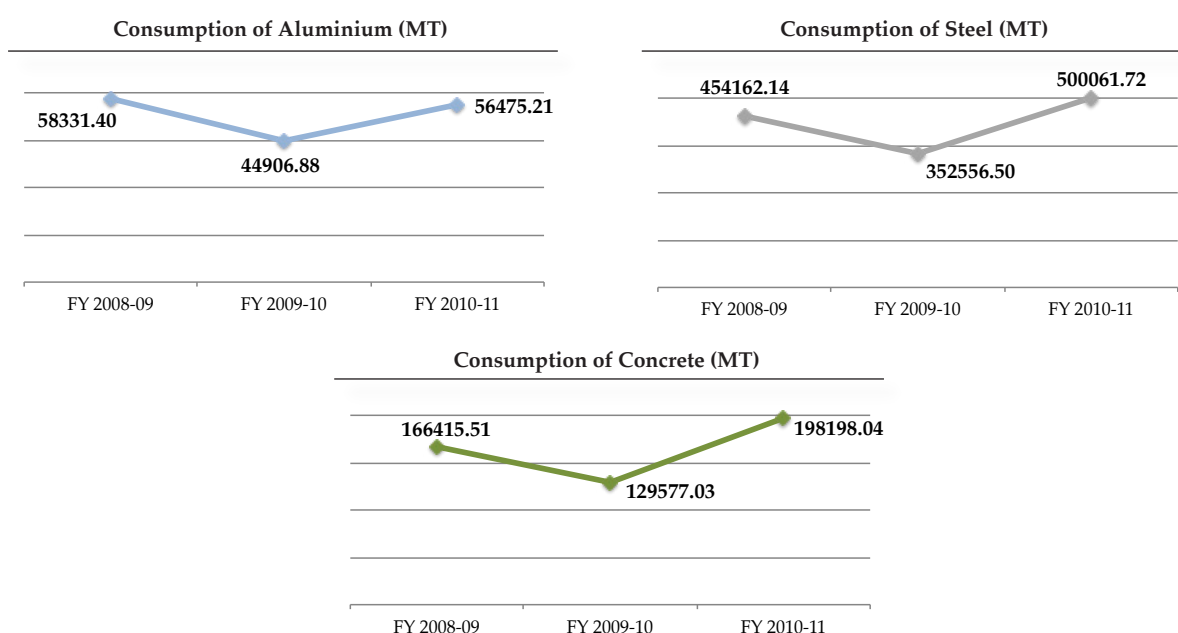 Consumption of Aluminium (MT)
58331.40
44906.88
56475.21
FY 2008-09 FY 2009-10 FY 2010-11
Consumption of Steel (MT)
454162.14
352556.50
500061.72
FY 2008-09 FY 2009-10 FY 2010-11
Consumption of Concrete (MT)
166415.51
129577.03
198198.04
FY 2008-09 FY 2009-10 FY 2010-11